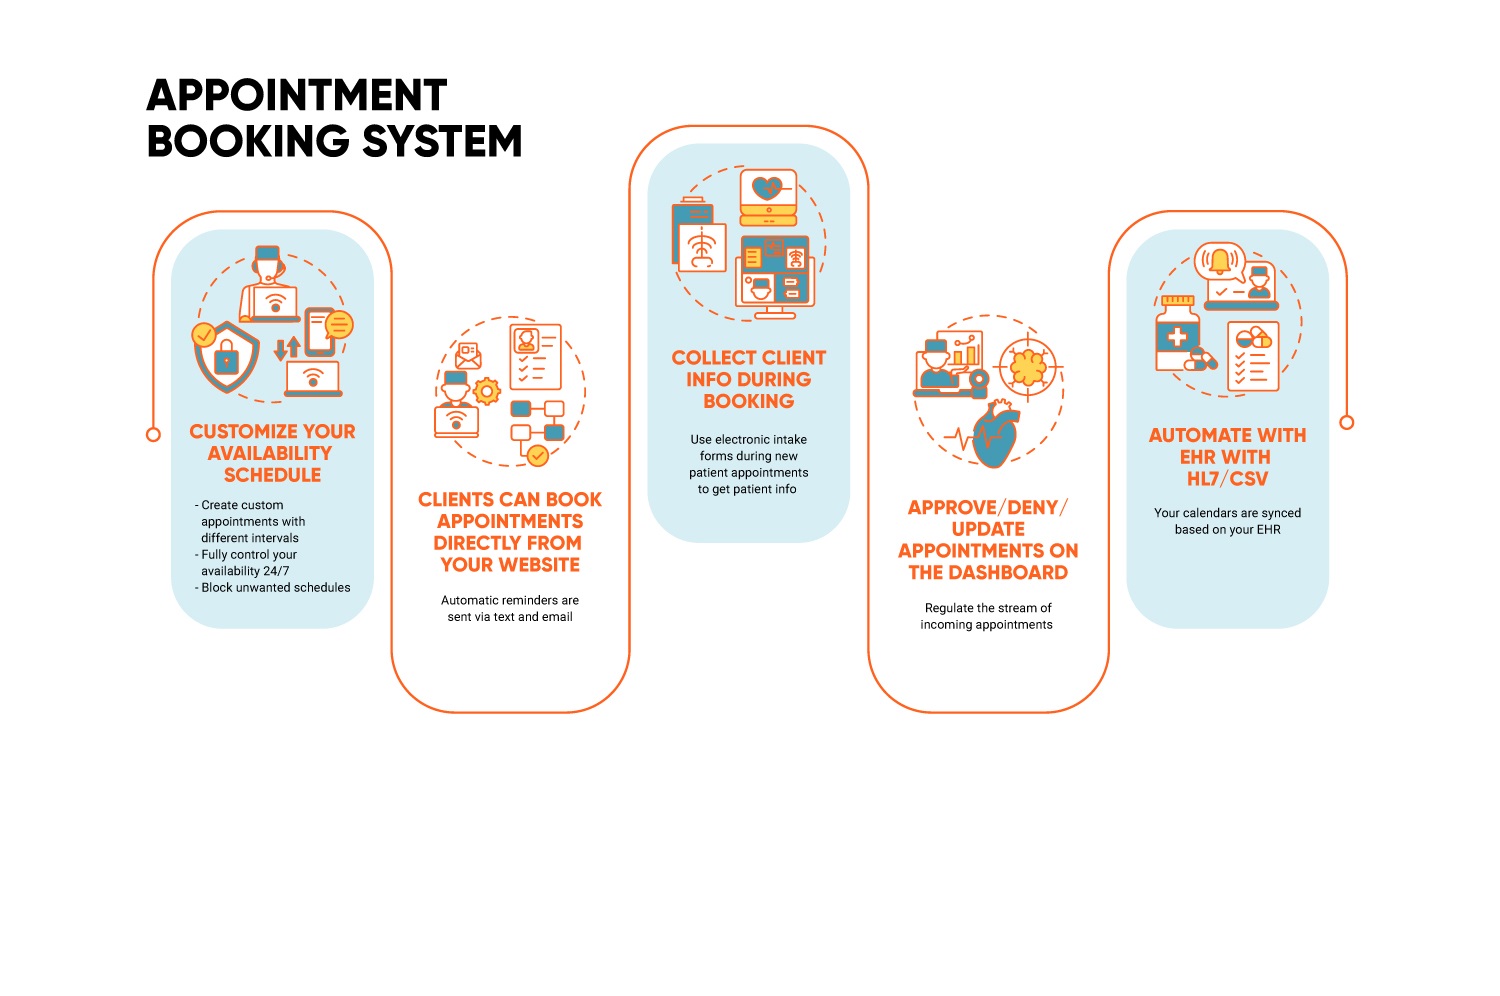 APPOINTMENT
BOOKING SYSTEM
CUSTOMIZE YOUR
AVAILABILITY
SCHEDULE
- Create custom
appointments with
different intervals
- Fully control your
availability 24/7
- Block unwanted schedules
CLIENTS CAN BOOK
APPOINTMENTS
DIRECTLY FROM
YOUR WEBSITE
Automatic reminders are
sent via text and email
COLLECT CLIENT
INFO DURING
BOOKING
Use electronic intake
forms during new
patient appointments
to get patient info
APPROVE/DENY/
UPDATE
APPOINTMENTS ON
THE DASHBOARD
Regulate the stream of
incoming appointments
AUTOMATE WITH
EHR WITH
HL7/CSV
Your calendars are synced
based on your EHR